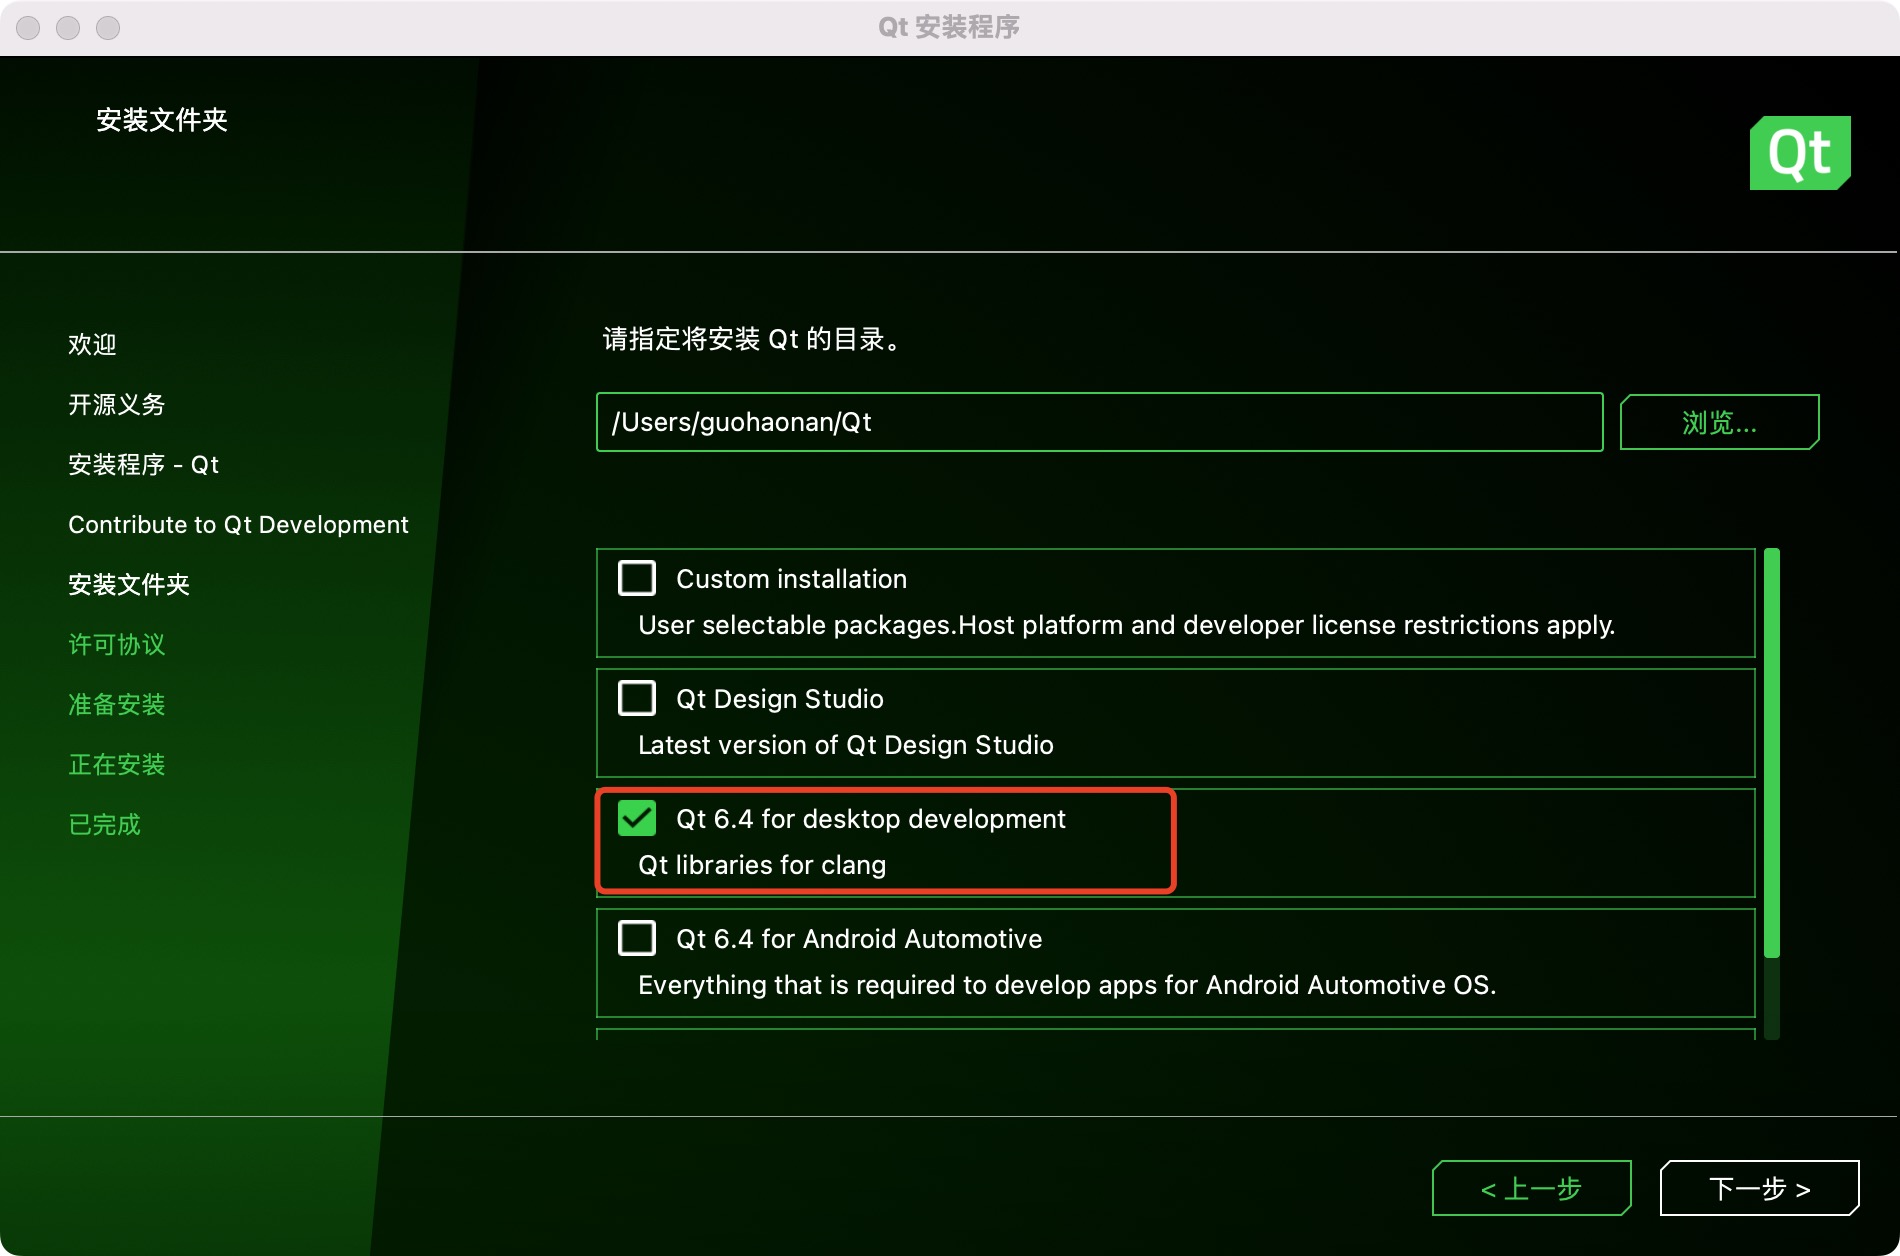 Qt 安装程序
安装文件夹
Qt
欢迎
开源义务
安装程序 - Qt
Contribute to Qt Development
安装文件夹
许可协议
准备安装
正在安装
已完成
请指定将安装 Qt 的目录。
/Users/guohaonan/Qt
浏览...
Custom installation
User selectable packages.Host platform and developer license restrictions apply.
Qt Design Studio
Latest version of Qt Design Studio
Qt 6.4 for desktop development
Qt libraries for clang
Qt 6.4 for Android Automotive
Everything that is required to develop apps for Android Automotive OS.
< 上一步
下一步 >